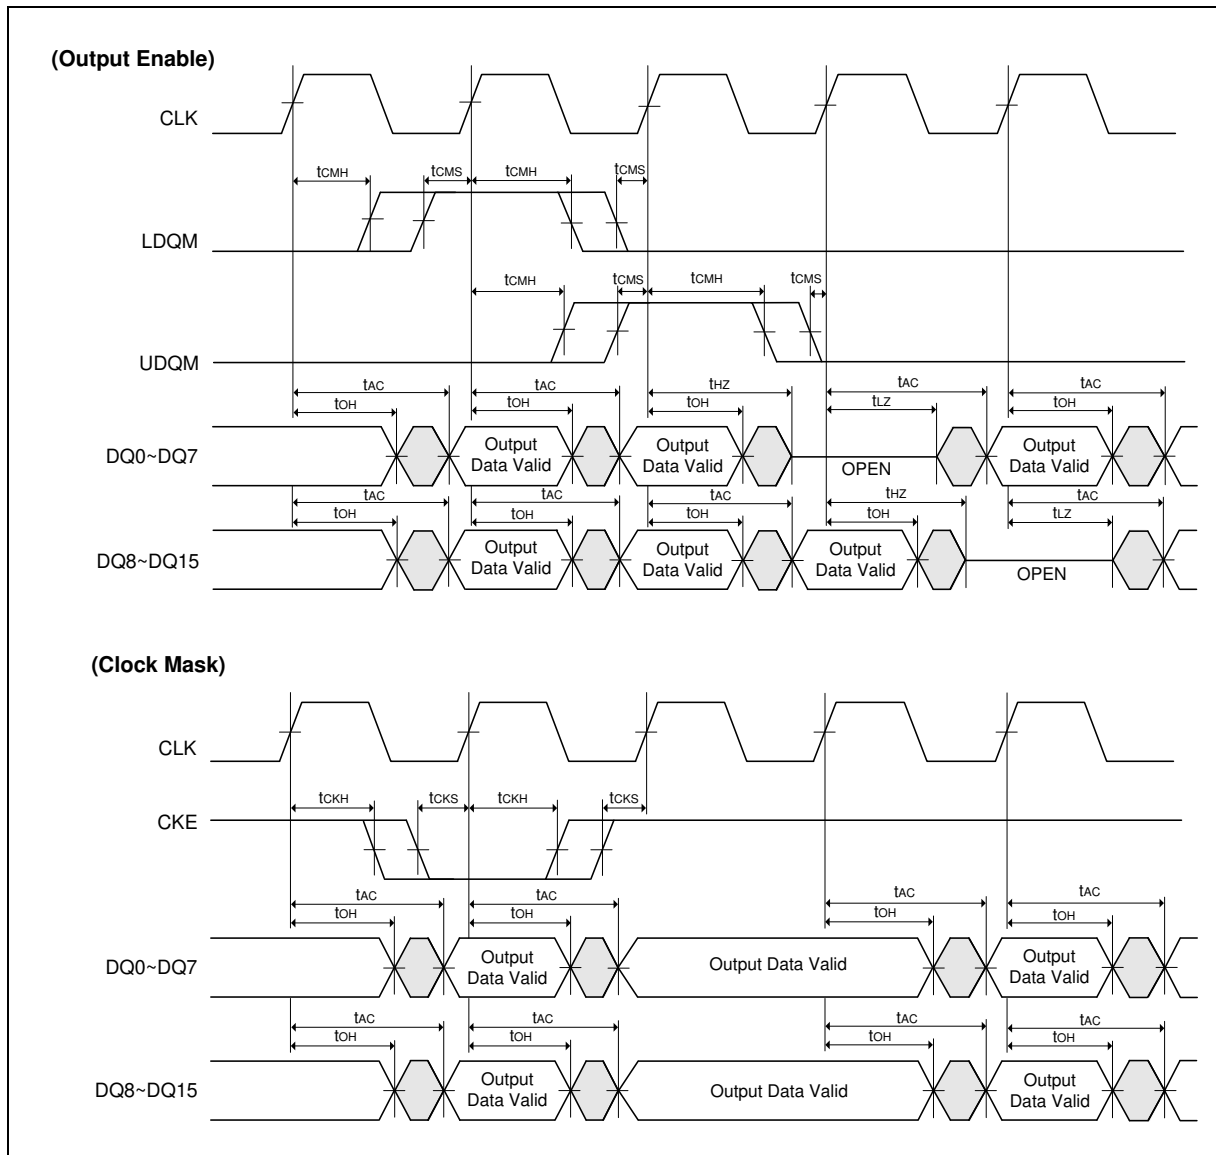 (Output Enable)
CLK
tCMH tCMS tCMH tCMS
LDQM
tCMH tCMS tCMH tCMS
UDQM
tAC tAC tHZ tAC tAC
tOH tOH tOH tLZ tOH
DQ0~DQ7
Output
Data Valid
Output
Data Valid
OPEN
Output
Data Valid
tAC tAC tAC tHZ tAC
tOH tOH tOH tOH tLZ
DQ8~DQ15
Output
Data Valid
Output
Data Valid
Output
Data Valid
OPEN
(Clock Mask)
CLK
tCKH tCKS tCKH tCKS
CKE
tAC tAC tAC tAC
tOH tOH tOH tOH
DQ0~DQ7
Output
Data Valid
Output Data Valid
Output
Data Valid
tAC tAC tAC tAC
tOH tOH tOH tOH
DQ8~DQ15
Output
Data Valid
Output Data Valid
Output
Data Valid